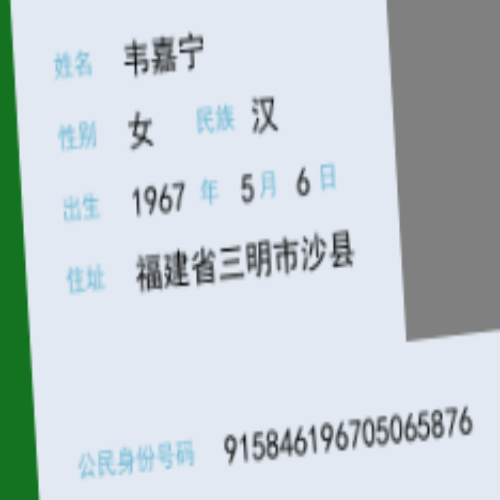 姓名 韦嘉宁
性别 女 民族 汉
出生 1967 年 5 月 6 日
住址 福建省三明市沙县
公民身份号码 915846196705065876